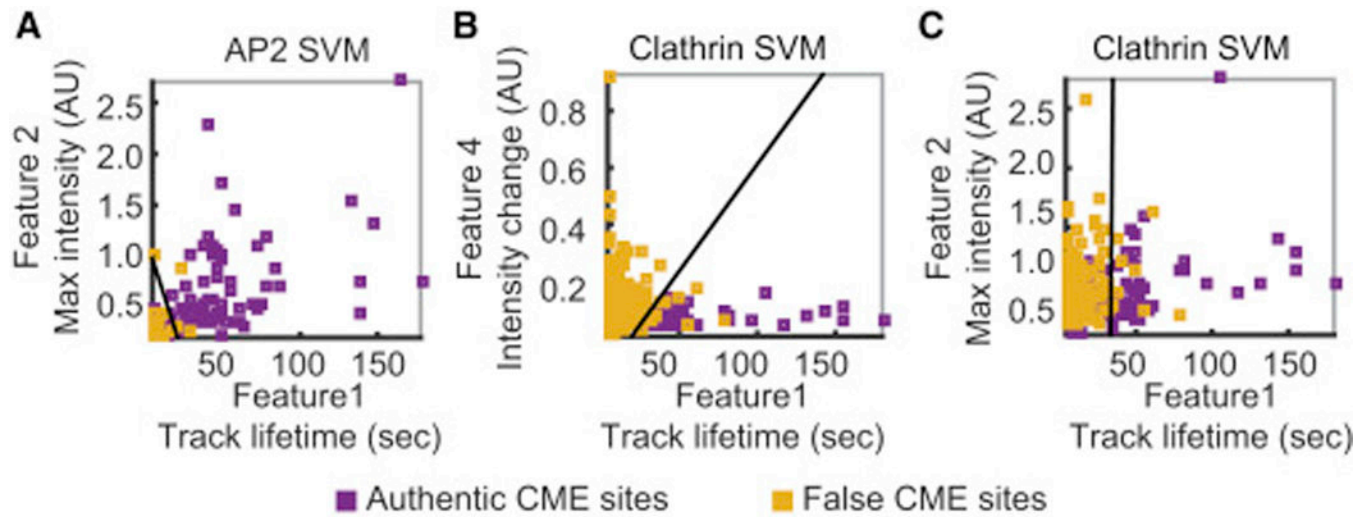 A
AP2 SVM
Feature 2
Max intensity (AU)
2.5
2.0
1.5
1.0
0.5
50 100 150
Feature1
Track lifetime (sec)
B
Clathrin SVM
Feature 4
Intensity change (AU)
0.8
0.6
0.4
0.2
50 100 150
Feature1
Track lifetime (sec)
C
Clathrin SVM
Feature 2
Max intensity (AU)
2.5
2.0
1.5
1.0
0.5
50 100 150
Feature1
Track lifetime (sec)
Authentic CME sites False CME sites